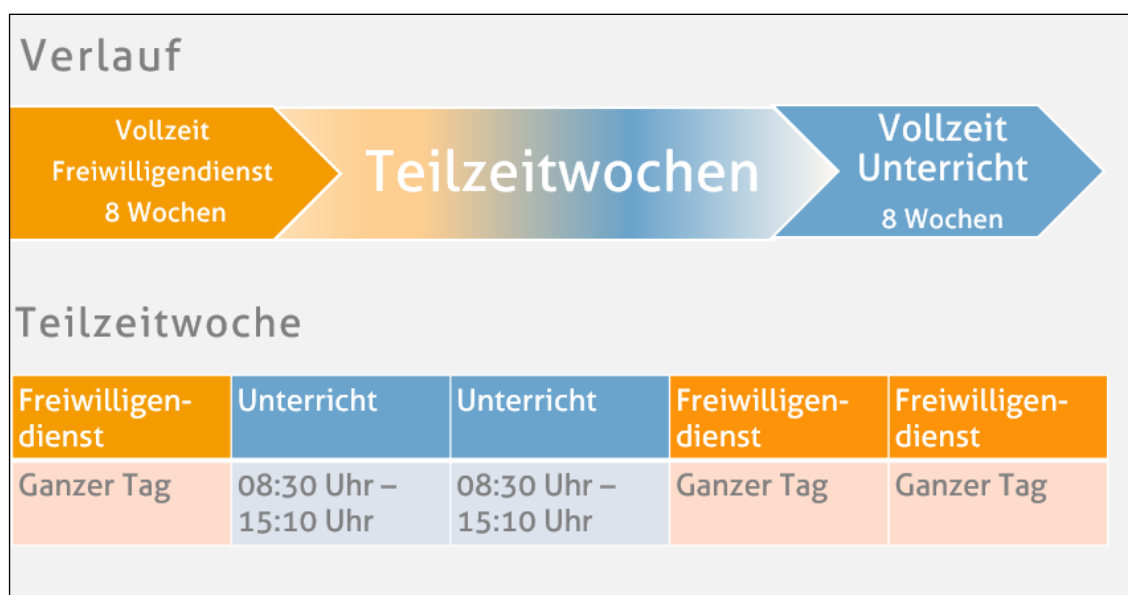 Verlauf
Vollzeit
Freiwilligendienst
8 Wochen
Teilzeitwochen
Vollzeit
Unterricht
8 Wochen
Teilzeitwoche
Freiwilligen-
dienst
Unterricht
Unterricht
Freiwilligen-
dienst
Freiwilligen-
dienst
Ganzer Tag
08:30 Uhr –
15:10 Uhr
08:30 Uhr –
15:10 Uhr
Ganzer Tag
Ganzer Tag